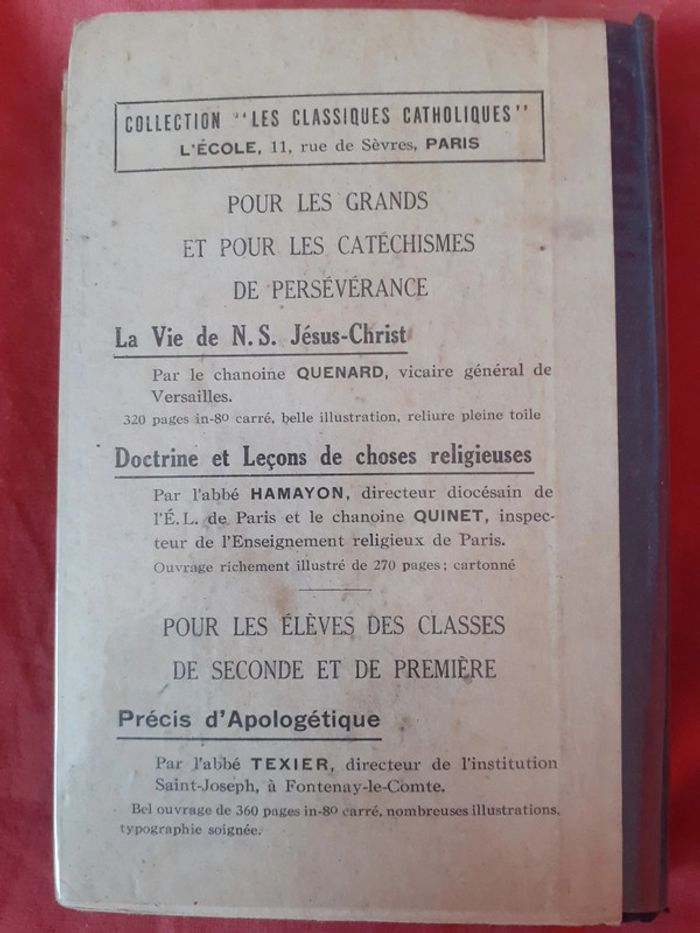 COLLECTION "LES CLASSIQUES CATHOLIQUES"
L'ÉCOLE, 11, rue de Sèvres, PARIS
POUR LES GRANDS
ET POUR LES CATÉCHISMES
DE PERSÉVÉRANCE
La Vie de N. S. Jésus-Christ
Par le chanoine QUENARD, vicaire général de
Versailles.
320 pages in-8º carré, belle illustration, reliure pleine toile
Doctrine et Leçons de choses religieuses
Par l'abbé HAMAYON, directeur diocésain de
l'É. L. de Paris et le chanoine QUINET, inspec-
teur de l'Enseignement religieux de Paris.
Ouvrage richement illustré de 270 pages; cartonné
POUR LES ÉLÈVES DES CLASSES
DE SECONDE ET DE PREMIÈRE
Précis d'Apologétique
Par l'abbé TEXIER, directeur de l'institution
Saint-Joseph, à Fontenay-le-Comte.
Bel ouvrage de 360 pages in-8º carré, nombreuses illustrations,
typographie soignée.